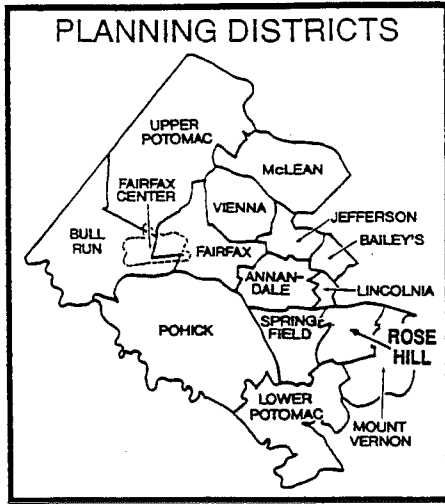 PLANNING DISTRICTS
UPPER
POTOMAC
McLEAN
FAIRFAX
CENTER
VIENNA
JEFFERSON
BAILEY'S
BULL
RUN
FAIRFAX
ANNAN-
DALE
LINCOLNIA
POHICK
SPRING-
FIELD
ROSE
HILL
LOWER
POTOMAC
MOUNT
VERNON